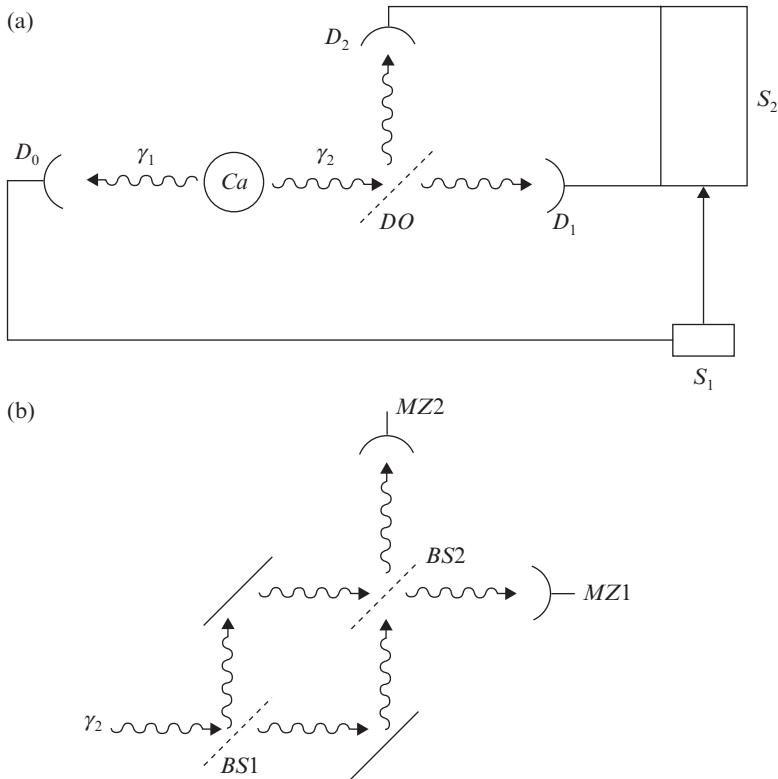 (a)
D₂
S₂
D₀
γ₁
Ca
γ₂
DO
D₁
S₁
(b)
MZ2
BS2
MZ1
γ₂
BS1